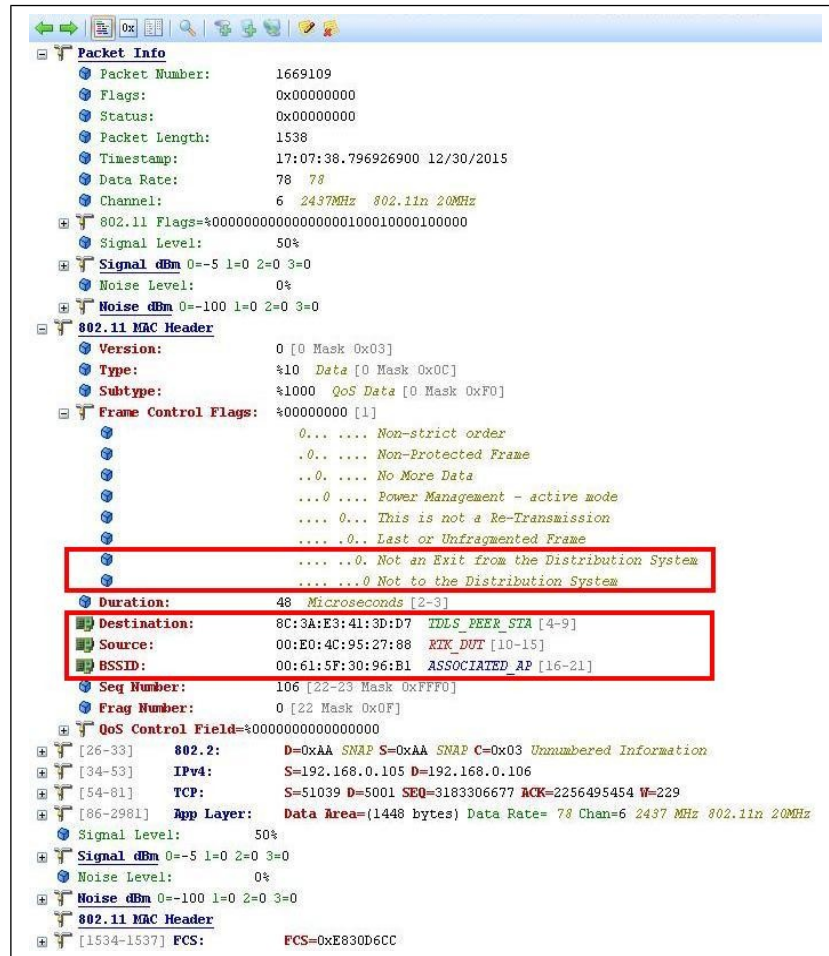 0x
Packet Info
Packet Number: 1669109
Flags: 0x00000000
Status: 0x00000000
Packet Length: 1538
Timestamp: 17:07:38.796926900 12/30/2015
Data Rate: 78 78
Channel: 6 2437MHz 802.11n 20MHz
802.11 Flags=%00000000000000000100010000100000
Signal Level: 50%
Signal dBm 0=-5 1=0 2=0 3=0
Noise Level: 0%
Noise dBm 0=-100 1=0 2=0 3=0
802.11 MAC Header
Version: 0 [0 Mask 0x03]
Type: %10 Data [0 Mask 0x0C]
Subtype: %1000 QoS Data [0 Mask 0xF0]
Frame Control Flags: %00000000 [1]
0... .... Non-strict order
.0.. .... Non-Protected Frame
..0. .... No More Data
...0 .... Power Management - active mode
.... 0... This is not a Re-Transmission
.... .0.. Last or Unfragmented Frame
.... ..0. Not an Exit from the Distribution System
.... ...0 Not to the Distribution System
Duration: 48 Microseconds [2-3]
Destination: 8C:3A:E3:41:3D:D7 TDLS_PEER_STA [4-9]
Source: 00:E0:4C:95:27:88 RTK_DUT [10-15]
BSSID: 00:61:5F:30:96:B1 ASSOCIATED_AP [16-21]
Seq Number: 106 [22-23 Mask 0xFFF0]
Frag Number: 0 [22 Mask 0x0F]
QoS Control Field=%0000000000000000
[26-33] 802.2: D=0xAA SNAP S=0xAA SNAP C=0x03 Unnumbered Information
[34-53] IPv4: S=192.168.0.105 D=192.168.0.106
[54-81] TCP: S=51039 D=5001 SEQ=3183306677 ACK=2256495454 W=229
[86-2981] App Layer: Data Area=(1448 bytes) Data Rate= 78 Chan=6 2437 MHz 802.11n 20MHz
Signal Level: 50%
Signal dBm 0=-5 1=0 2=0 3=0
Noise Level: 0%
Noise dBm 0=-100 1=0 2=0 3=0
802.11 MAC Header
[1534-1537] FCS: FCS=0xE830D6CC